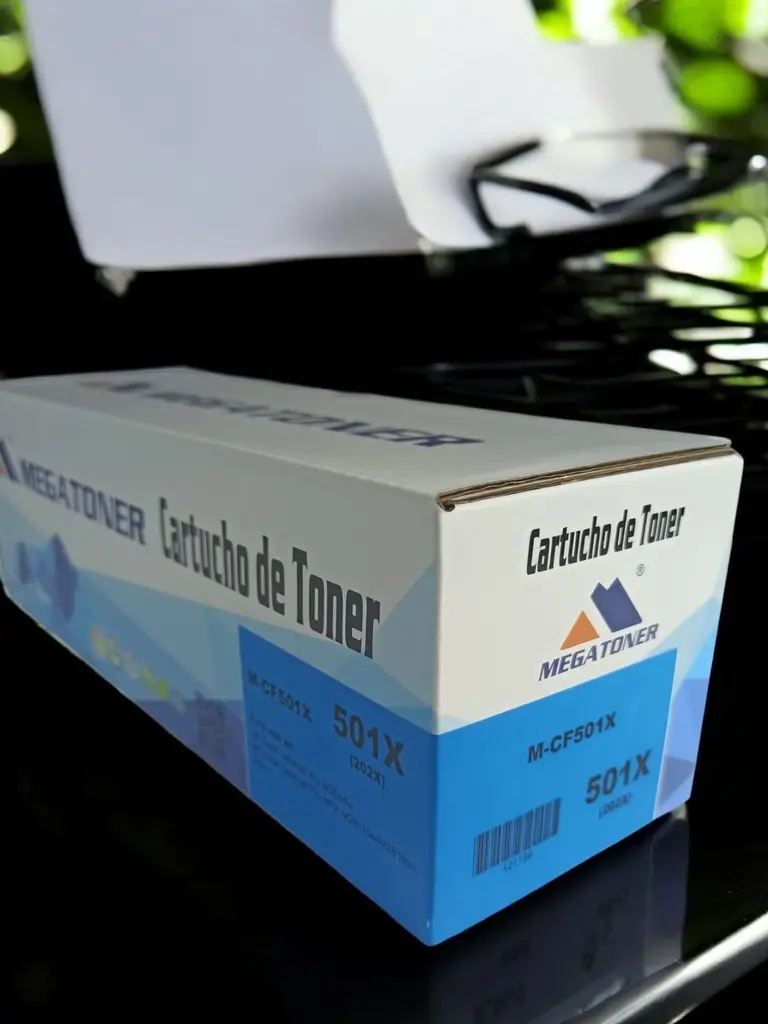 MEGATONER
MEGATONER
Cartucho de Toner
M-CF501X
501X
(202X)
Cartucho de Toner
®
MEGATONER
M-CF501X
501X
(202X)